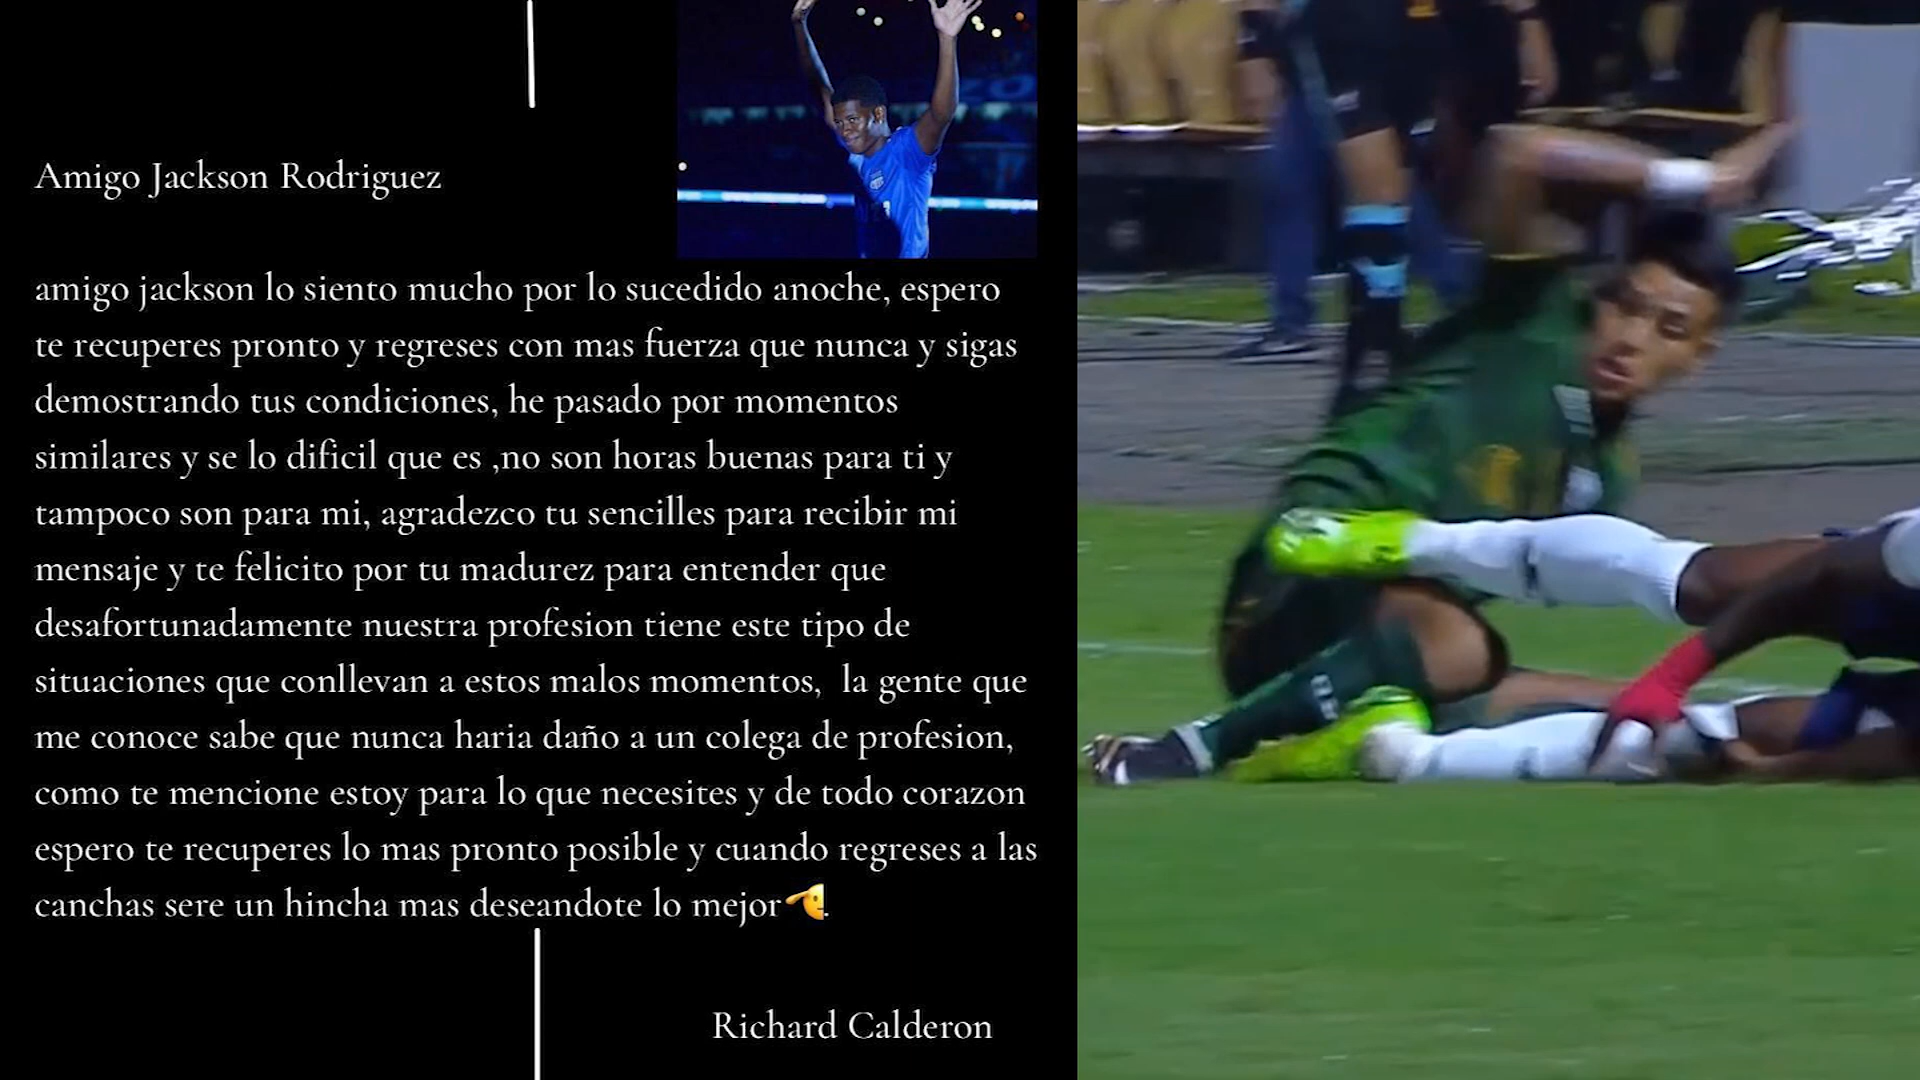 Amigo Jackson Rodriguez
amigo jackson lo siento mucho por lo sucedido anoche, espero
te recuperes pronto y regreses con mas fuerza que nunca y sigas
demostrando tus condiciones, he pasado por momentos
similares y se lo dificil que es ,no son horas buenas para ti y
tampoco son para mi, agradezco tu sencilles para recibir mi
mensaje y te felicito por tu madurez para entender que
desafortunadamente nuestra profesion tiene este tipo de
situaciones que conllevan a estos malos momentos,  la gente que
me conoce sabe que nunca haria daño a un colega de profesion,
como te mencione estoy para lo que necesites y de todo corazon
espero te recuperes lo mas pronto posible y cuando regreses a las
canchas sere un hincha mas deseandote lo mejor.
Richard Calderon